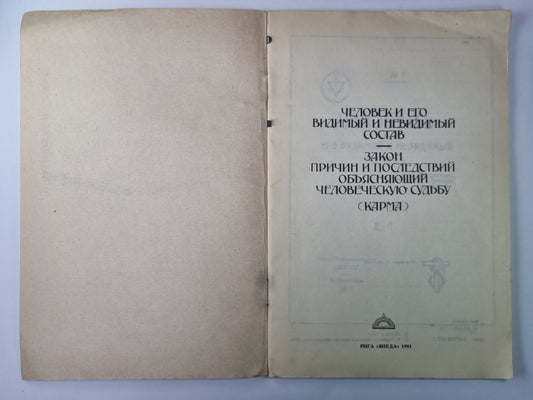 ЧЕЛОВЕК И ЕГО
ВИДИМЫЙ И НЕВИДИМЫЙ
СОСТАВ
ЗАКОН
ПРИЧИН И ПОСЛЕДСТВИЙ
ОБЪЯСНЯЮЩИЙ
ЧЕЛОВЕЧЕСКУЮ СУДЬБУ
(КАРМА)
РИГА «ВИЕДА» 1991